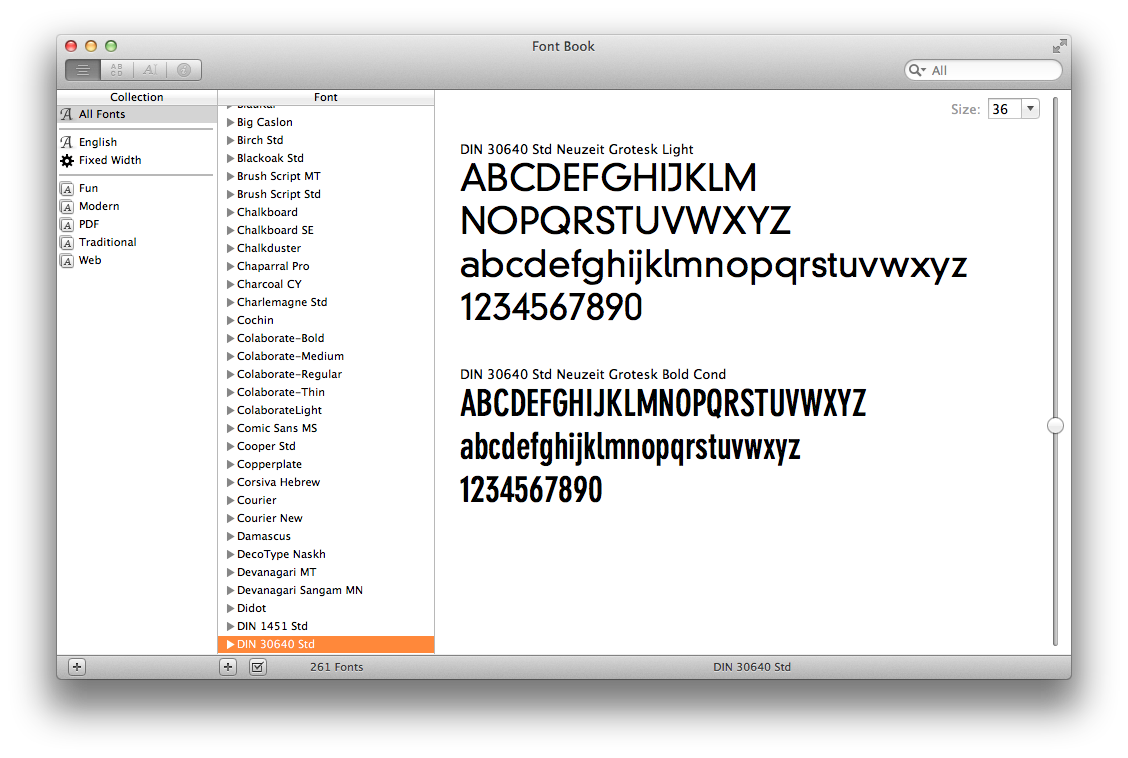 Font Book
All
Collection
Font
All Fonts
English
Fixed Width
Fun
Modern
PDF
Traditional
Web
Big Caslon
Birch Std
Blackoak Std
Brush Script MT
Brush Script Std
Chalkboard
Chalkboard SE
Chalkduster
Chaparral Pro
Charcoal CY
Charlemagne Std
Cochin
Colaborate-Bold
Colaborate-Medium
Colaborate-Regular
Colaborate-Thin
ColaborateLight
Comic Sans MS
Cooper Std
Copperplate
Corsiva Hebrew
Courier
Courier New
Damascus
DecoType Naskh
Devanagari MT
Devanagari Sangam MN
Didot
DIN 1451 Std
DIN 30640 Std
Size: 36
DIN 30640 Std Neuzeit Grotesk Light
ABCDEFGHIJKLM
NOPQRSTUVWXYZ
abcdefghijklmnopqrstuvwxyz
1234567890
DIN 30640 Std Neuzeit Grotesk Bold Cond
ABCDEFGHIJKLMNOPQRSTUVWXYZ
abcdefghijklmnopqrstuvwxyz
1234567890
261 Fonts
DIN 30640 Std